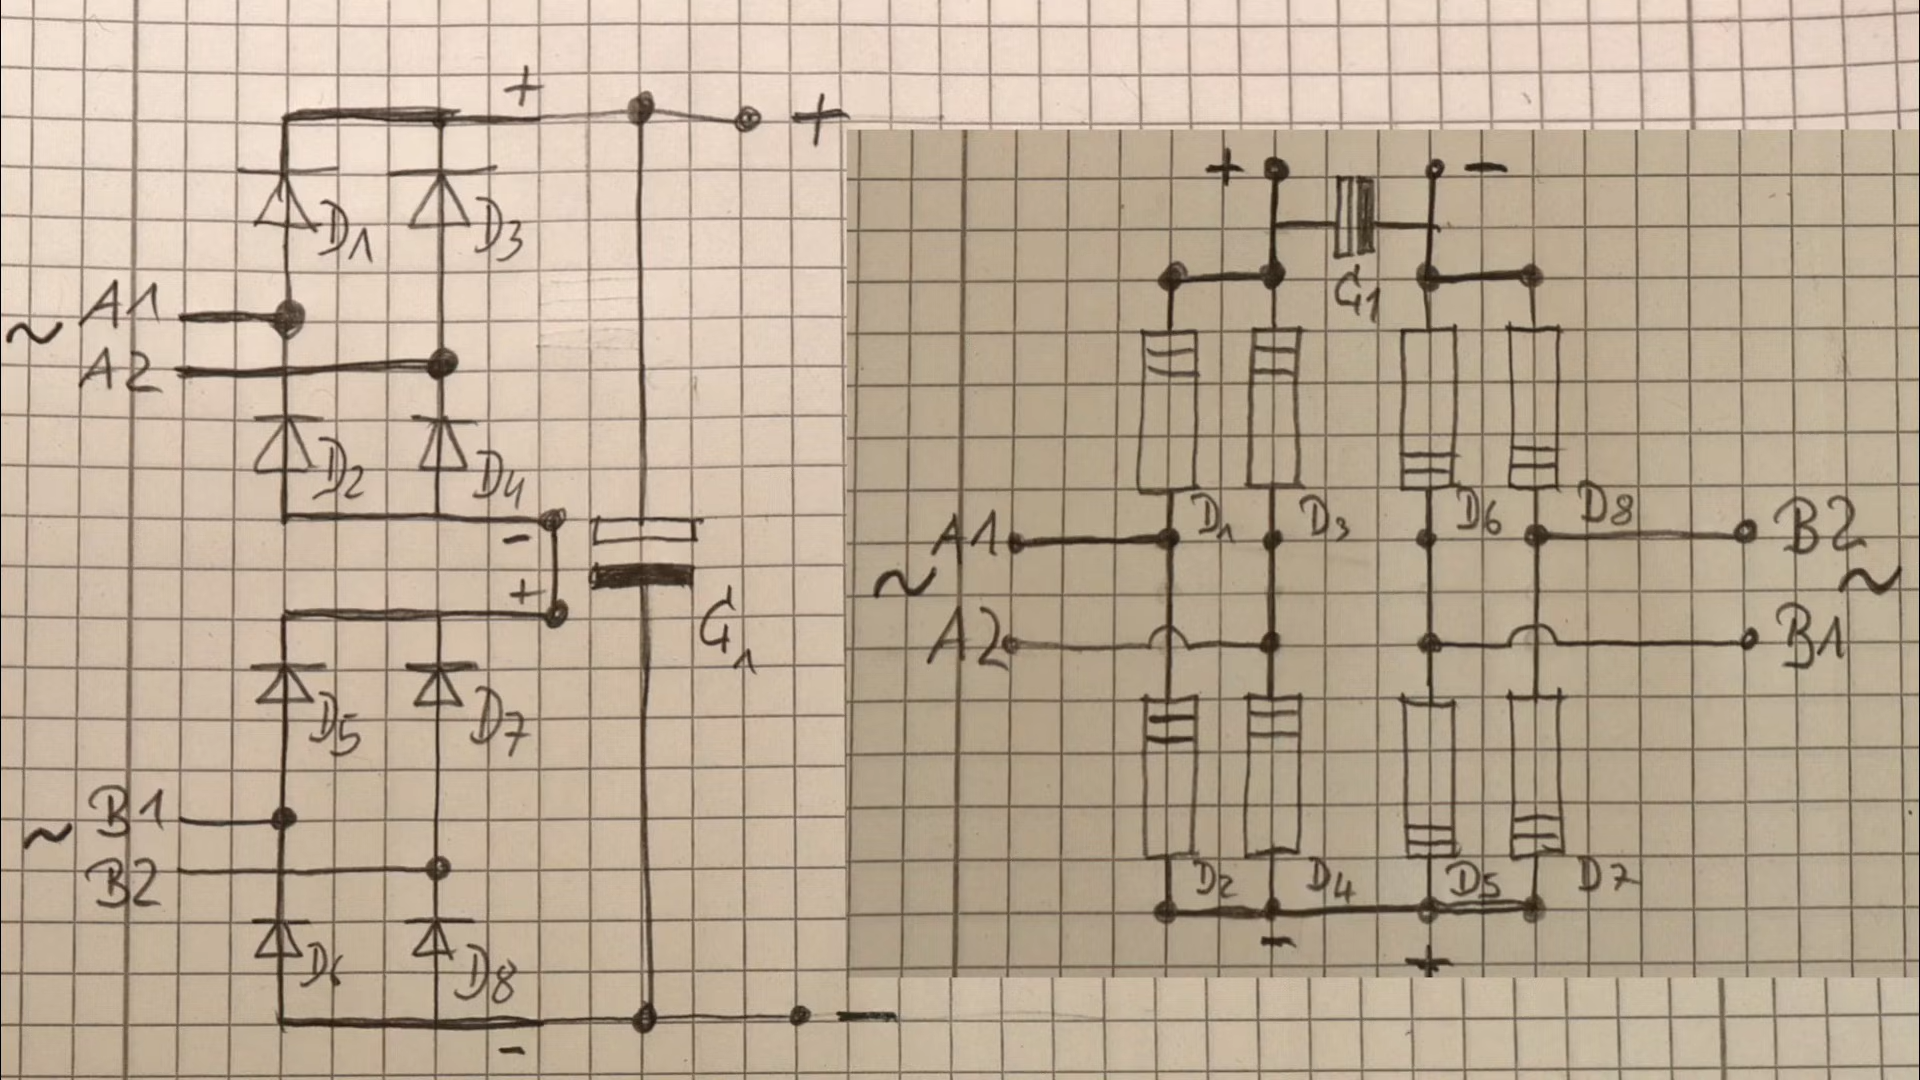 +
+
D1 D3
~ A1
A2
D2 D4
-
+
C1
D5 D7
~ B1
B2
D6 D8
-
-
+ -
C1
D1 D3 D6 D8
A1 B2
~ ~
A2 B1
D2 D4 D5 D7
- +